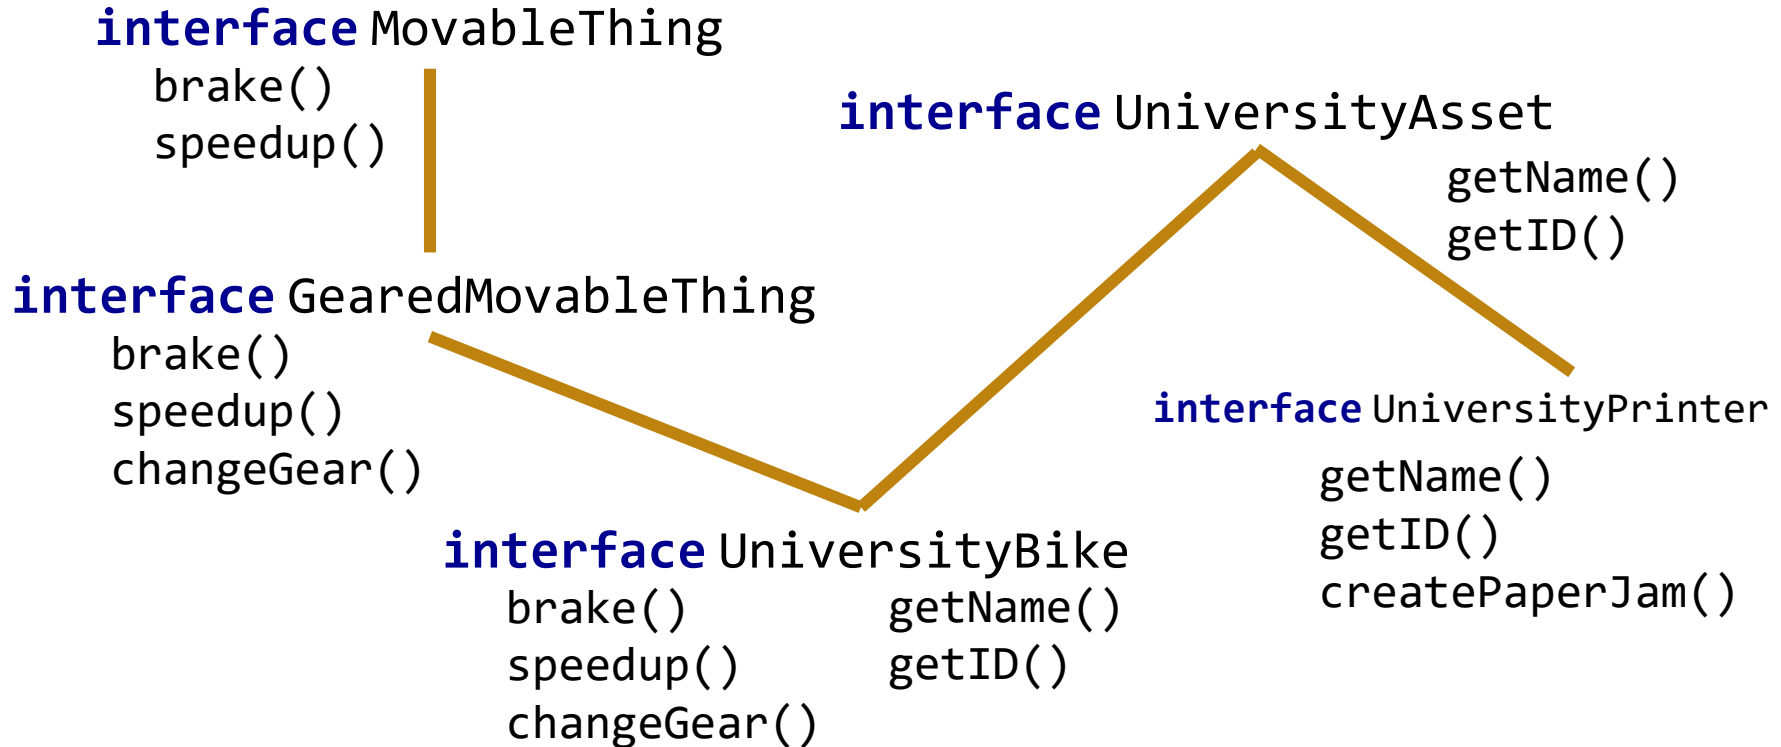 interface MovableThing
brake()
speedup()
interface UniversityAsset
getName()
getID()
interface GearedMovableThing
brake()
speedup()
changeGear()
interface UniversityPrinter
getName()
getID()
createPaperJam()
interface UniversityBike
brake()
speedup()
changeGear()
getName()
getID()